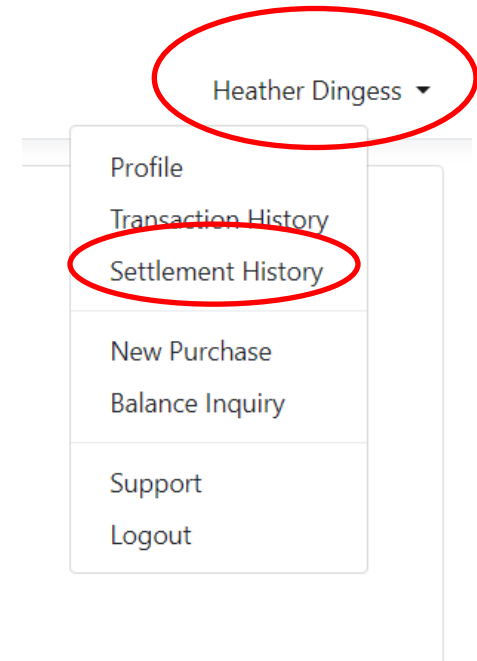 Heather Dingess
Profile
Transaction History
Settlement History
New Purchase
Balance Inquiry
Support
Logout